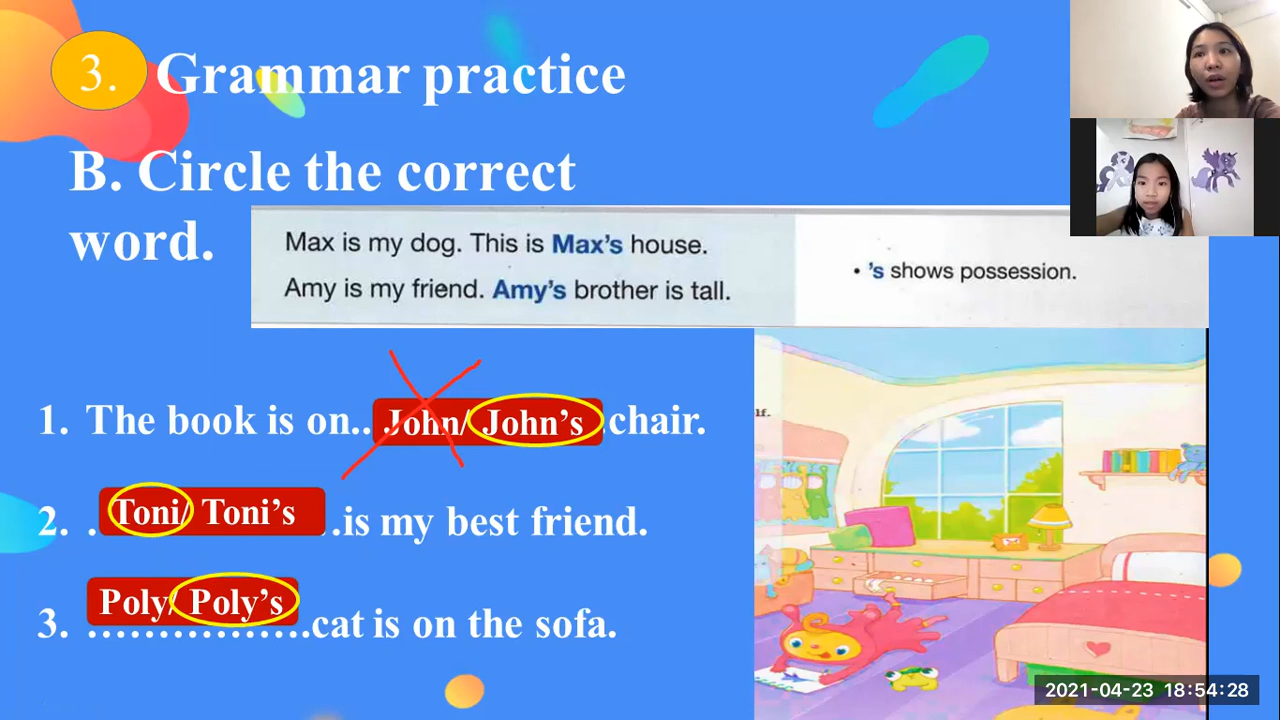 3. Grammar practice
B. Circle the correct
word.
Max is my dog. This is Max's house.
Amy is my friend. Amy's brother is tall.
• 's shows possession.
1. The book is on.. John/ John's .chair.
2. . Toni/ Toni's ..is my best friend.
Poly/ Poly's
3. …………….cat is on the sofa.
lf.
2021-04-23 18:54:28